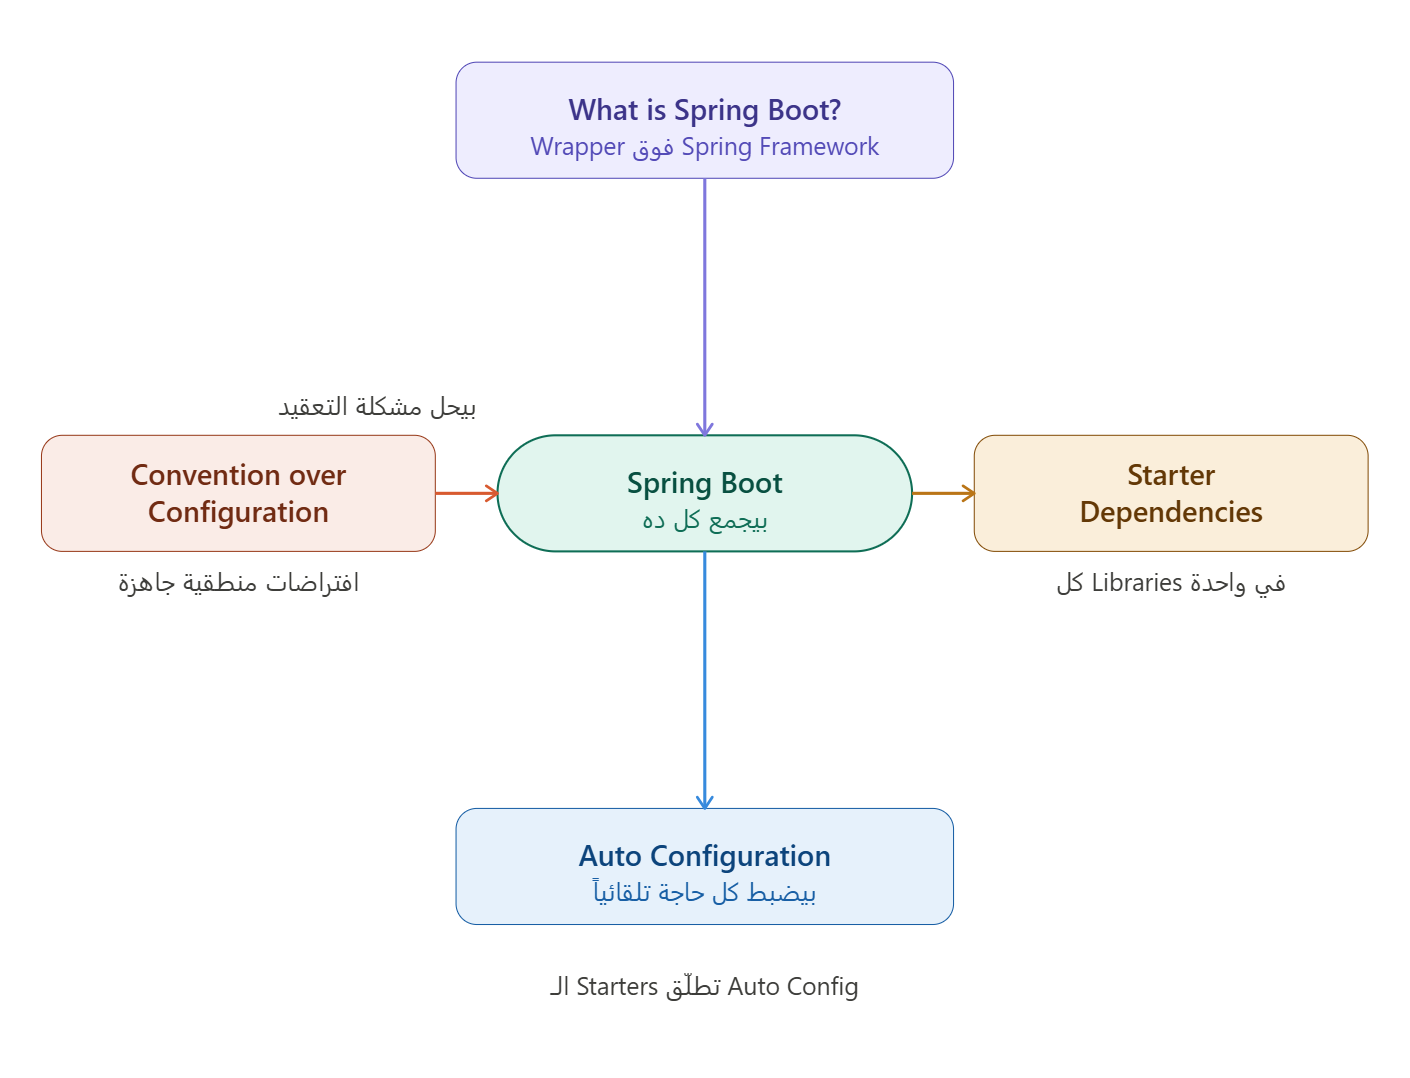 What is Spring Boot?
Wrapper فوق Spring Framework
بيحل مشكلة التعقيد
Convention over
Configuration
افتراضات منطقية جاهزة
Spring Boot
بيجمع كل ده
Starter
Dependencies
كل Libraries في واحدة
Auto Configuration
بيضبط كل حاجة تلقائياً
الـ Starters تطلّق Auto Config